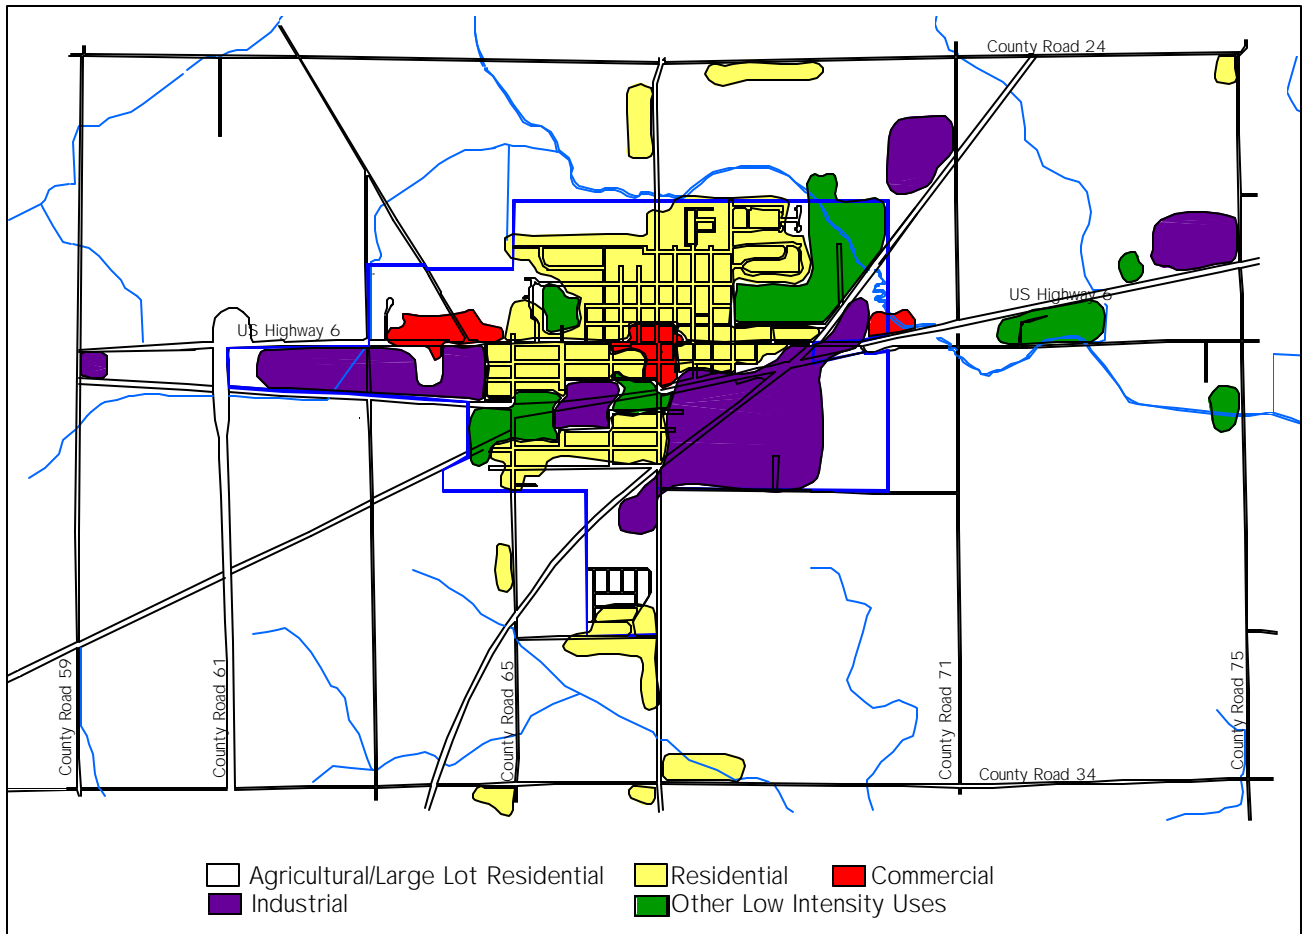 County Road 24
US Highway 6
US Highway 6
County Road 59
County Road 61
County Road 65
County Road 71
County Road 75
County Road 34
Agricultural/Large Lot Residential
Residential
Commercial
Industrial
Other Low Intensity Uses